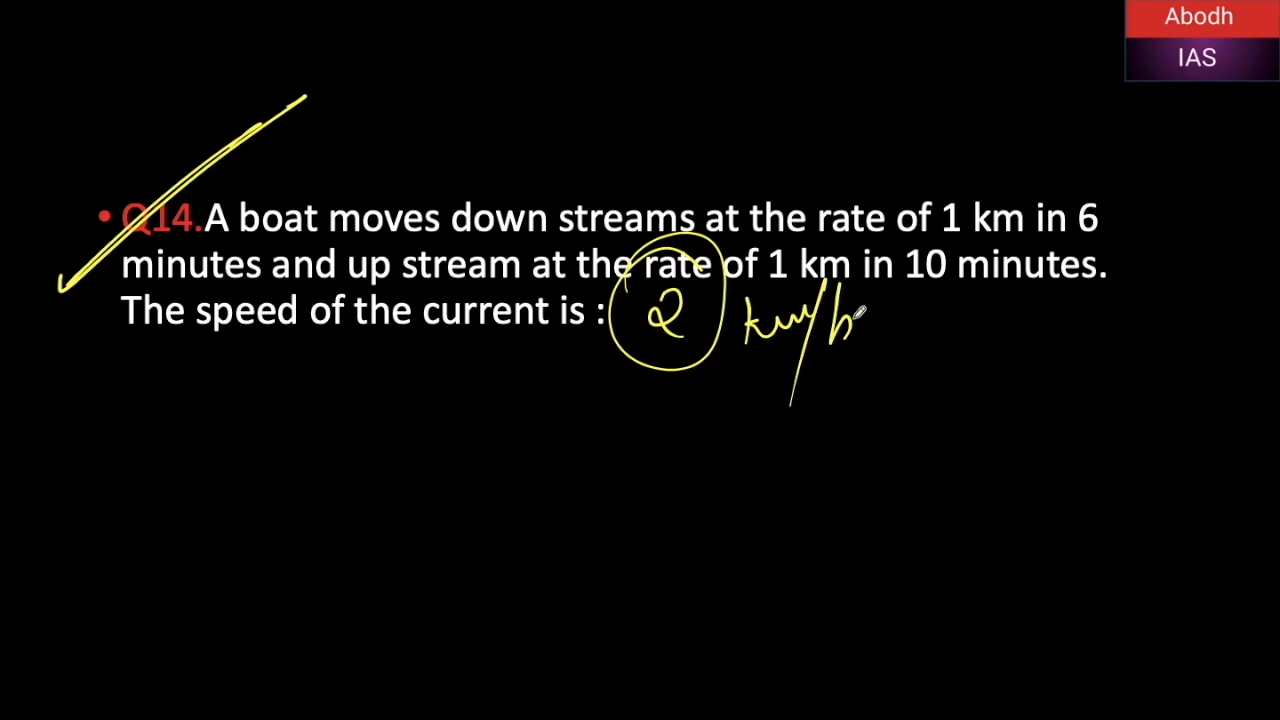 Abodh
IAS
• Q14.A boat moves down streams at the rate of 1 km in 6
minutes and up stream at the rate of 1 km in 10 minutes.
The speed of the current is : 2 km/h